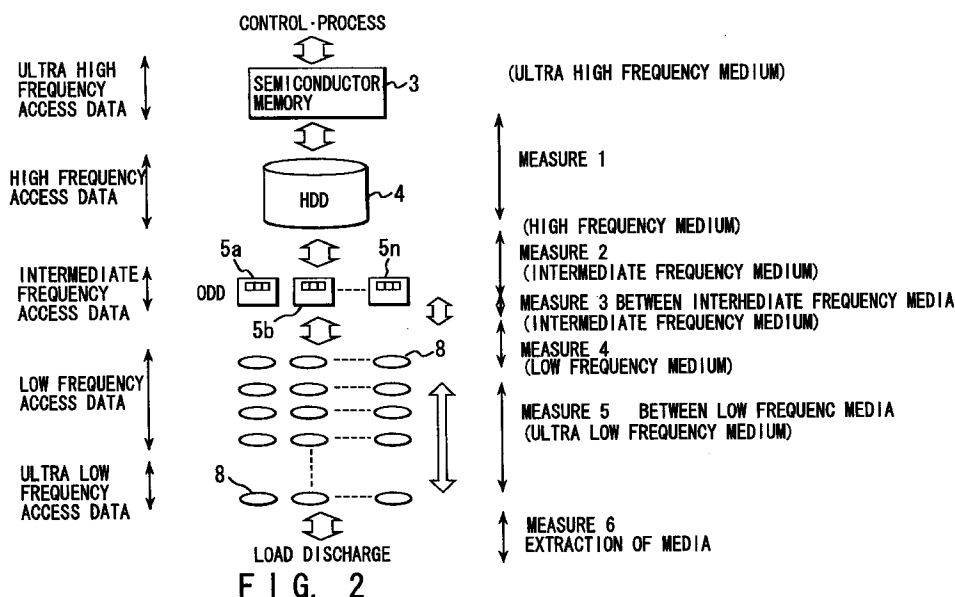 CONTROL·PROCESS
ULTRA HIGH
FREQUENCY
ACCESS DATA
SEMICONDUCTOR
MEMORY
3
(ULTRA HIGH FREQUENCY MEDIUM)
MEASURE 1
HIGH FREQUENCY
ACCESS DATA
HDD
4
(HIGH FREQUENCY MEDIUM)
MEASURE 2
(INTERMEDIATE FREQUENCY MEDIUM)
INTERMEDIATE
FREQUENCY
ACCESS DATA
5a
5n
ODD
5b
MEASURE 3 BETWEEN INTERHEDIATE FREQUENCY MEDIA
(INTERMEDIATE FREQUENCY MEDIUM)
MEASURE 4
(LOW FREQUENCY MEDIUM)
8
LOW FREQUENCY
ACCESS DATA
MEASURE 5 BETWEEN LOW FREQUENC MEDIA
(ULTRA LOW FREQUENCY MEDIUM)
ULTRA LOW
FREQUENCY
ACCESS DATA
8
MEASURE 6
EXTRACTION OF MEDIA
LOAD DISCHARGE
FIG. 2